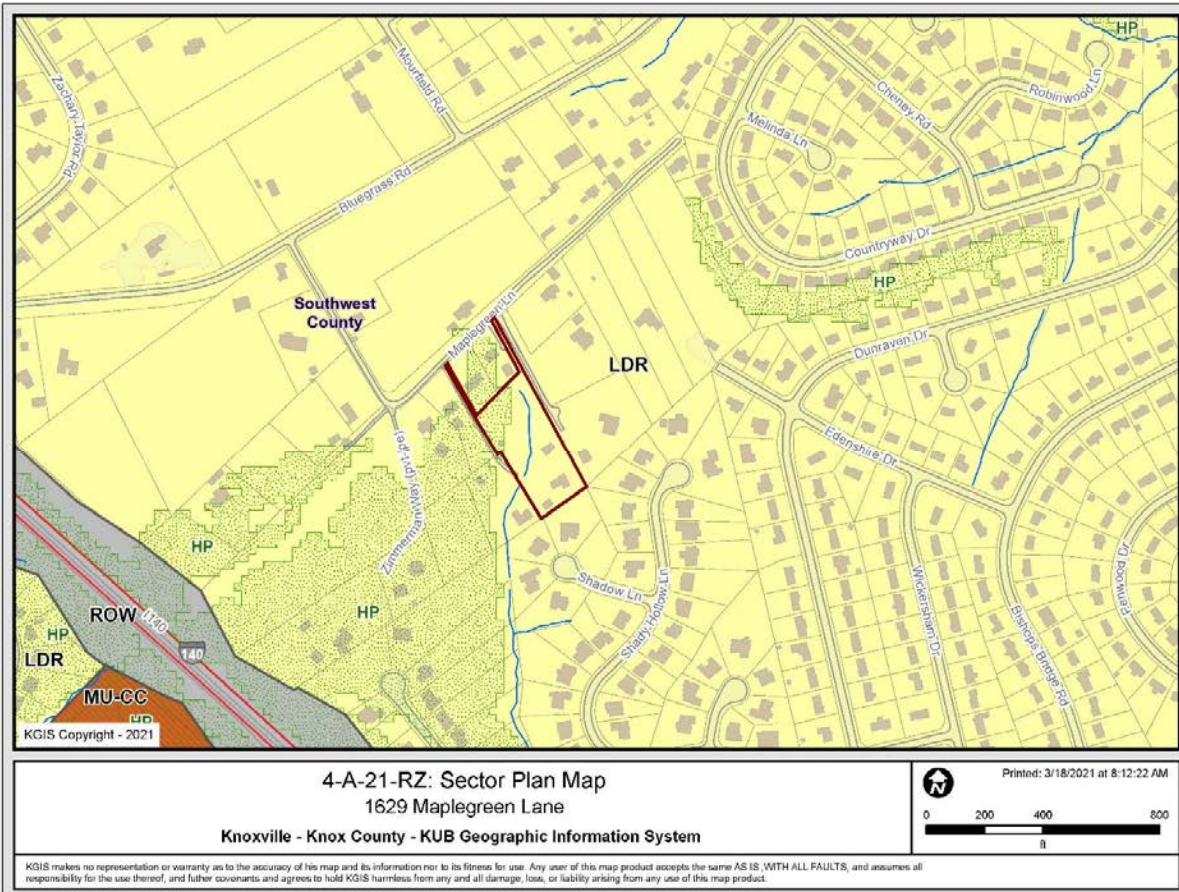 HP
Zachary Taylor Rd
Mourfield Rd
Cheney Rd
Robinwood Ln
Melinda Ln
Bluegrass Rd
Countryway Dr
HP
Southwest
County
Maplegreen Ln
LDR
Dunraven Dr
Edenshire Dr
Zimmerman Way (pvt-pe)
HP
HP
Shadow Ln
Shady Hollow Ln
Wickersham Dr
Bishops Bridge Rd
Penwood Dr
ROW
I140
140
HP
LDR
MU-CC
HP
KGIS Copyright - 2021
4-A-21-RZ: Sector Plan Map
1629 Maplegreen Lane
Knoxville - Knox County - KUB Geographic Information System
N
Printed: 3/18/2021 at 8:12:22 AM
0 200 400 800
ft
KGIS makes no representation or warranty as to the accuracy of his map and its information nor to its fitness for use. Any user of this map product accepts the same AS IS ,WITH ALL FAULTS, and assumes all
responsibility for the use thereof, and futher covenants and agrees to hold KGIS harmless from any and all damage, loss, or liability arising from any use of this map product.